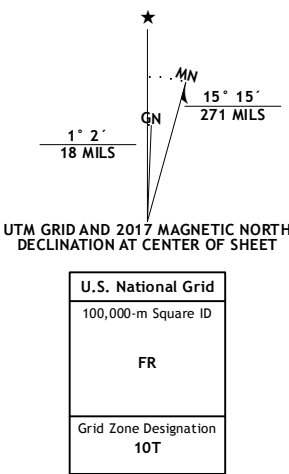 ★
MN
GN
15° 15´
271 MILS
1° 2´
18 MILS
UTM GRID AND 2017 MAGNETIC NORTH
DECLINATION AT CENTER OF SHEET
U.S. National Grid
100,000-m Square ID
FR
Grid Zone Designation
10T